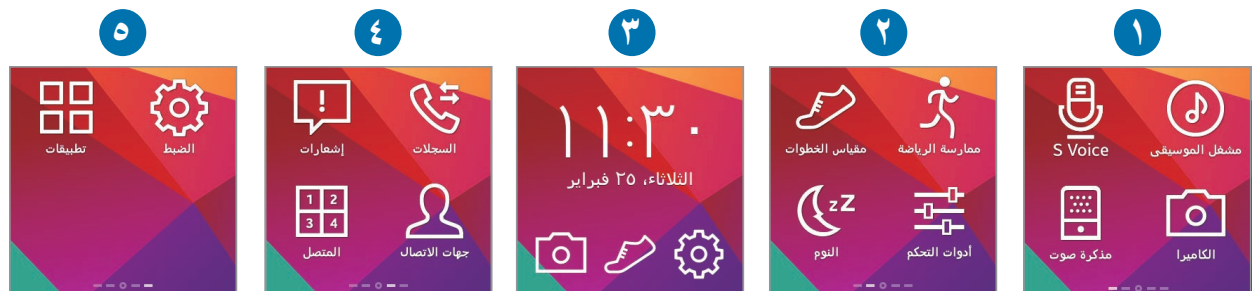 ١
مشغل الموسيقى
S Voice
الكاميرا
مذكرة صوت
٢
ممارسة الرياضة
مقياس الخطوات
أدوات التحكم
zZ
النوم
٣
١١:٣٠
الثلاثاء، ٢٥ فبراير
٤
السجلات
!
إشعارات
جهات الاتصال
1 2
3 4
المتصل
٥
الضبط
تطبيقات